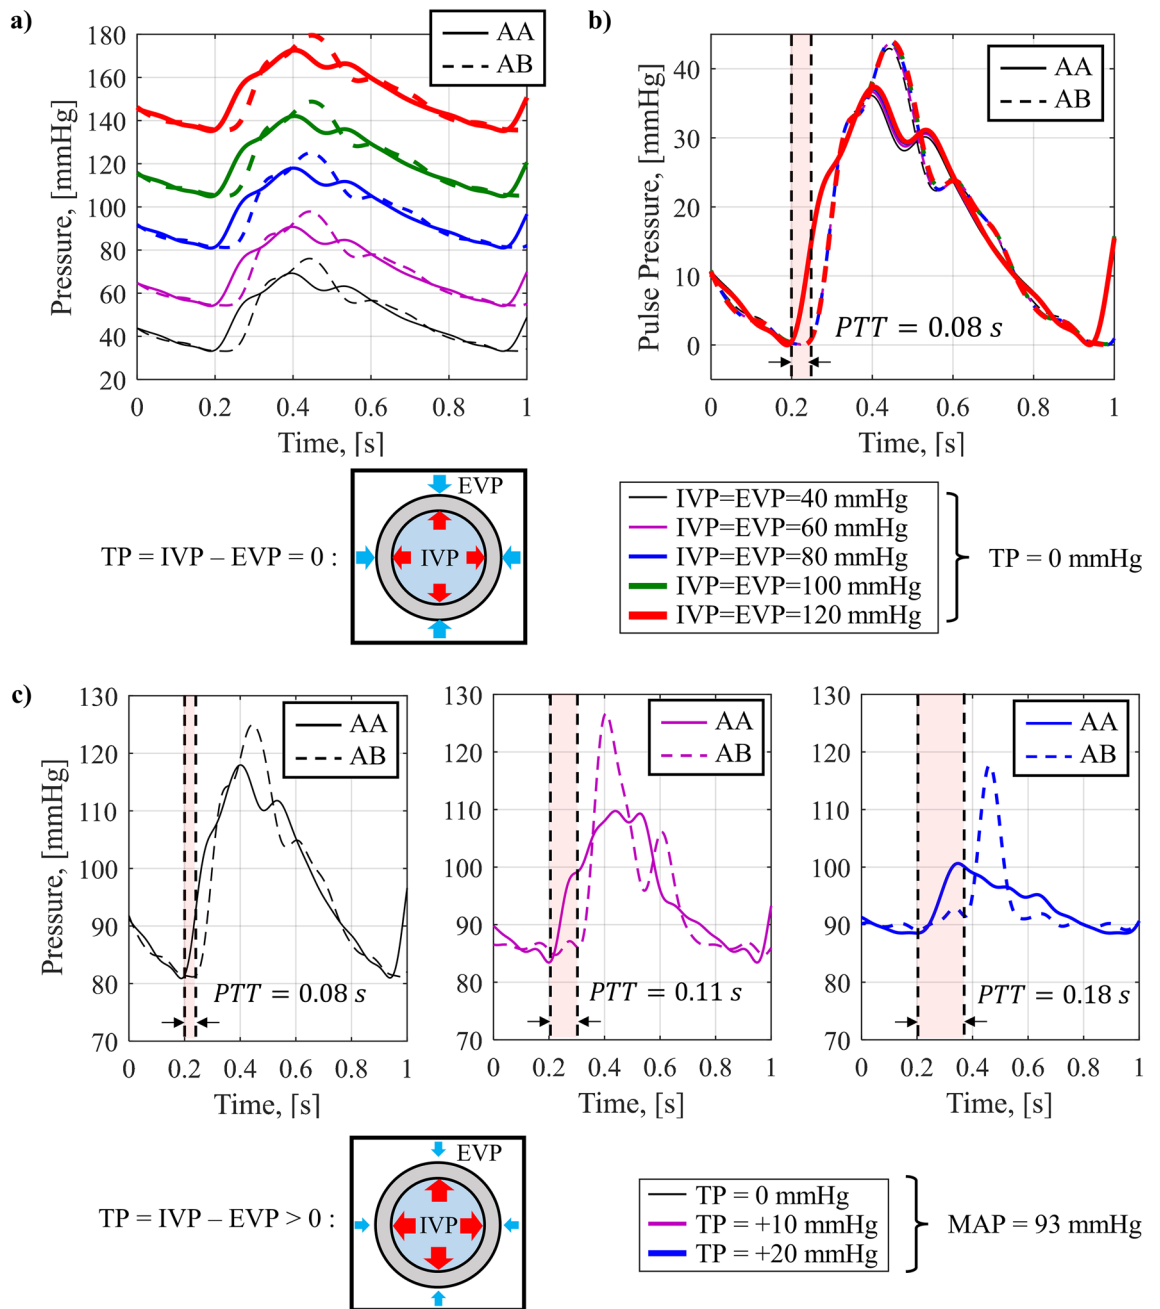 a)
AA
AB
180
160
140
120
100
80
60
40
20
0
0.2
0.4
0.6
0.8
1
Pressure, [mmHg]
Time, [s]
b)
AA
AB
40
30
20
10
0
0
0.2
0.4
0.6
0.8
1
Pulse Pressure, [mmHg]
PTT = 0.08 s
Time, [s]
TP = IVP – EVP = 0 :
EVP
IVP
IVP=EVP=40 mmHg
IVP=EVP=60 mmHg
IVP=EVP=80 mmHg
IVP=EVP=100 mmHg
IVP=EVP=120 mmHg
TP = 0 mmHg
c)
130
120
110
100
90
80
70
0
0.2
0.4
0.6
0.8
1
Pressure, [mmHg]
AA
AB
PTT = 0.08 s
Time, [s]
130
120
110
100
90
80
70
0
0.2
0.4
0.6
0.8
1
AA
AB
PTT = 0.11 s
Time, [s]
130
120
110
100
90
80
70
0
0.2
0.4
0.6
0.8
1
AA
AB
PTT = 0.18 s
Time, [s]
TP = IVP – EVP > 0 :
EVP
IVP
TP = 0 mmHg
TP = +10 mmHg
TP = +20 mmHg
MAP = 93 mmHg